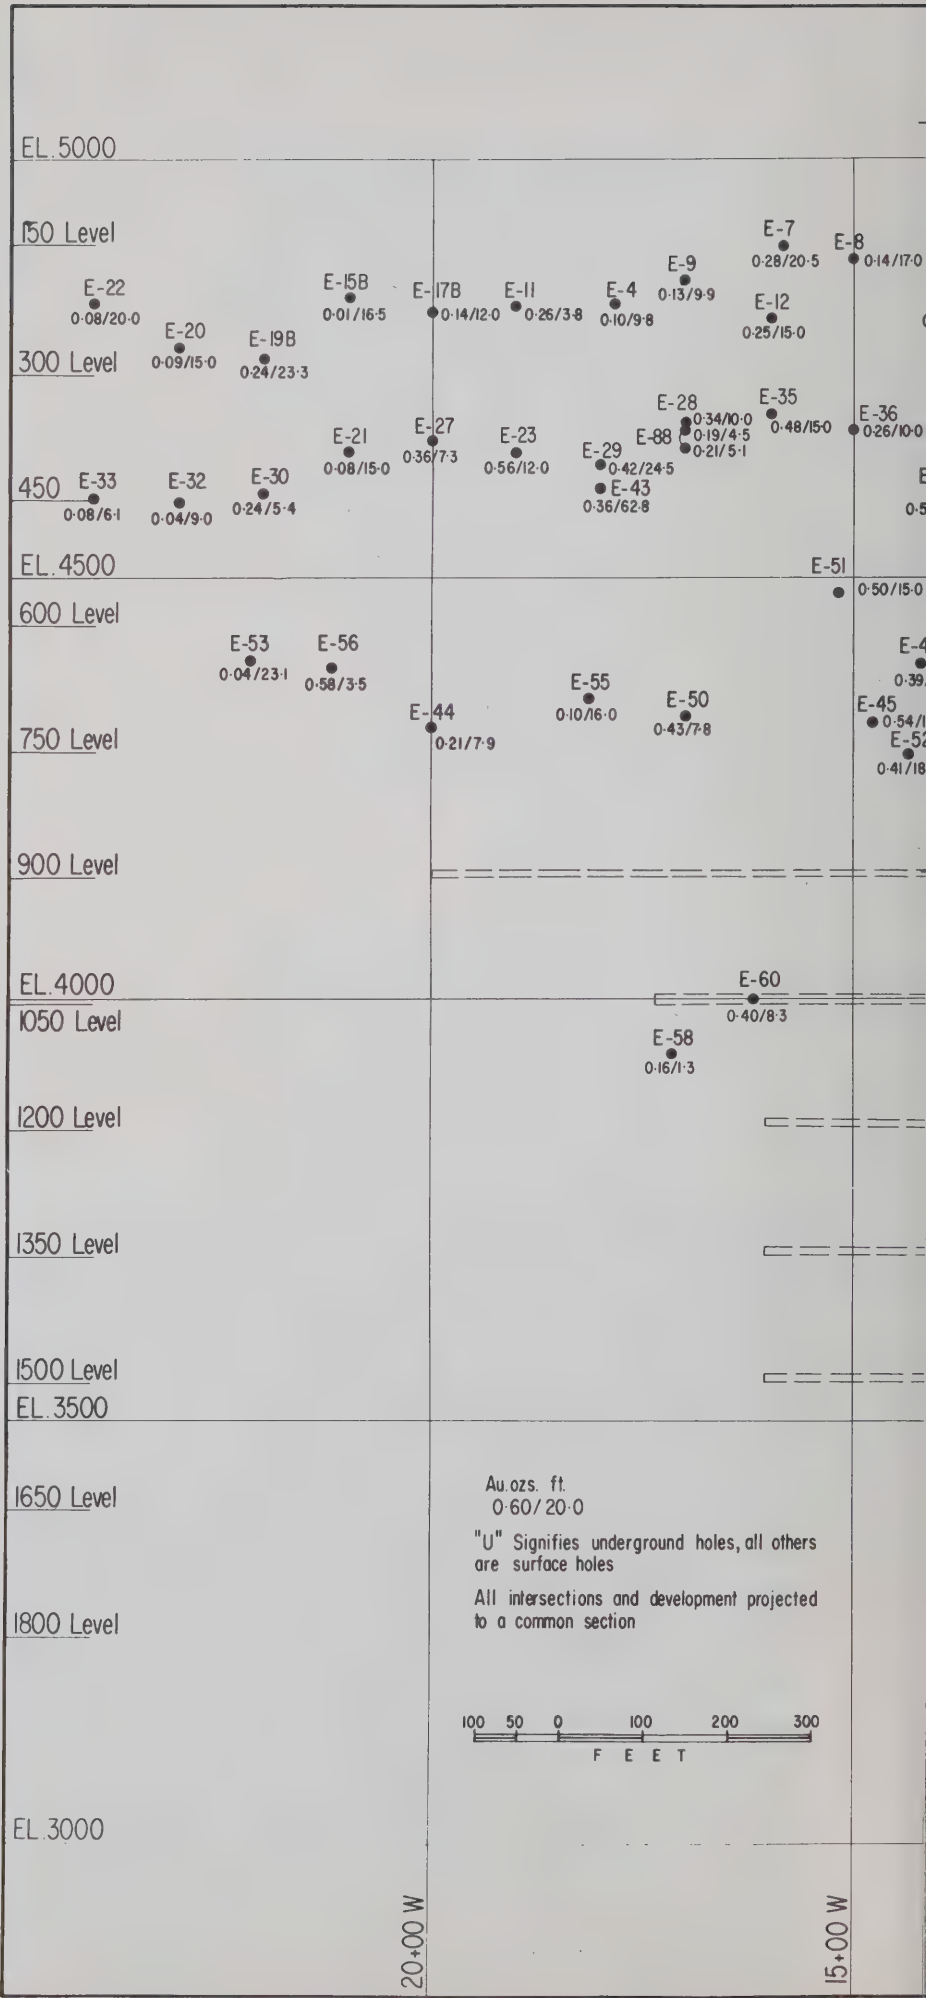 EL.5000
150 Level
E-7
0·28/20·5
E-8
0·14/17·0
E-9
0·13/9·9
E-22
0·08/20·0
E-15B
0·01/16·5
E-17B
0·14/12·0
E-11
0·26/3·8
E-4
0·10/9·8
E-12
0·25/15·0
E-20
0·09/15·0
E-19B
0·24/23·3
300 Level
E-28
0·34/10·0
E-88
0·19/4·5
0·21/5·1
E-35
0·48/15·0
E-36
0·26/10·0
E-21
0·08/15·0
E-27
0·36/7·3
E-23
0·56/12·0
E-29
0·42/24·5
E-43
0·36/62·8
450
E-33
0·08/6·1
E-32
0·04/9·0
E-30
0·24/5·4
EL.4500
E-51
0·50/15·0
600 Level
E-53
0·04/23·1
E-56
0·58/3·5
E-55
0·10/16·0
E-50
0·43/7·8
E-44
0·21/7·9
E-4
0·39/
E-45
0·54/1
E-52
0·41/18
750 Level
900 Level
EL.4000
1050 Level
E-60
0·40/8·3
E-58
0·16/1·3
1200 Level
1350 Level
1500 Level
EL.3500
1650 Level
Au.ozs. ft.
0·60/20·0
"U" Signifies underground holes, all others
are surface holes
All intersections and development projected
to a common section
1800 Level
100 50 0 100 200 300
FEET
EL.3000
20+00 W
15+00 W